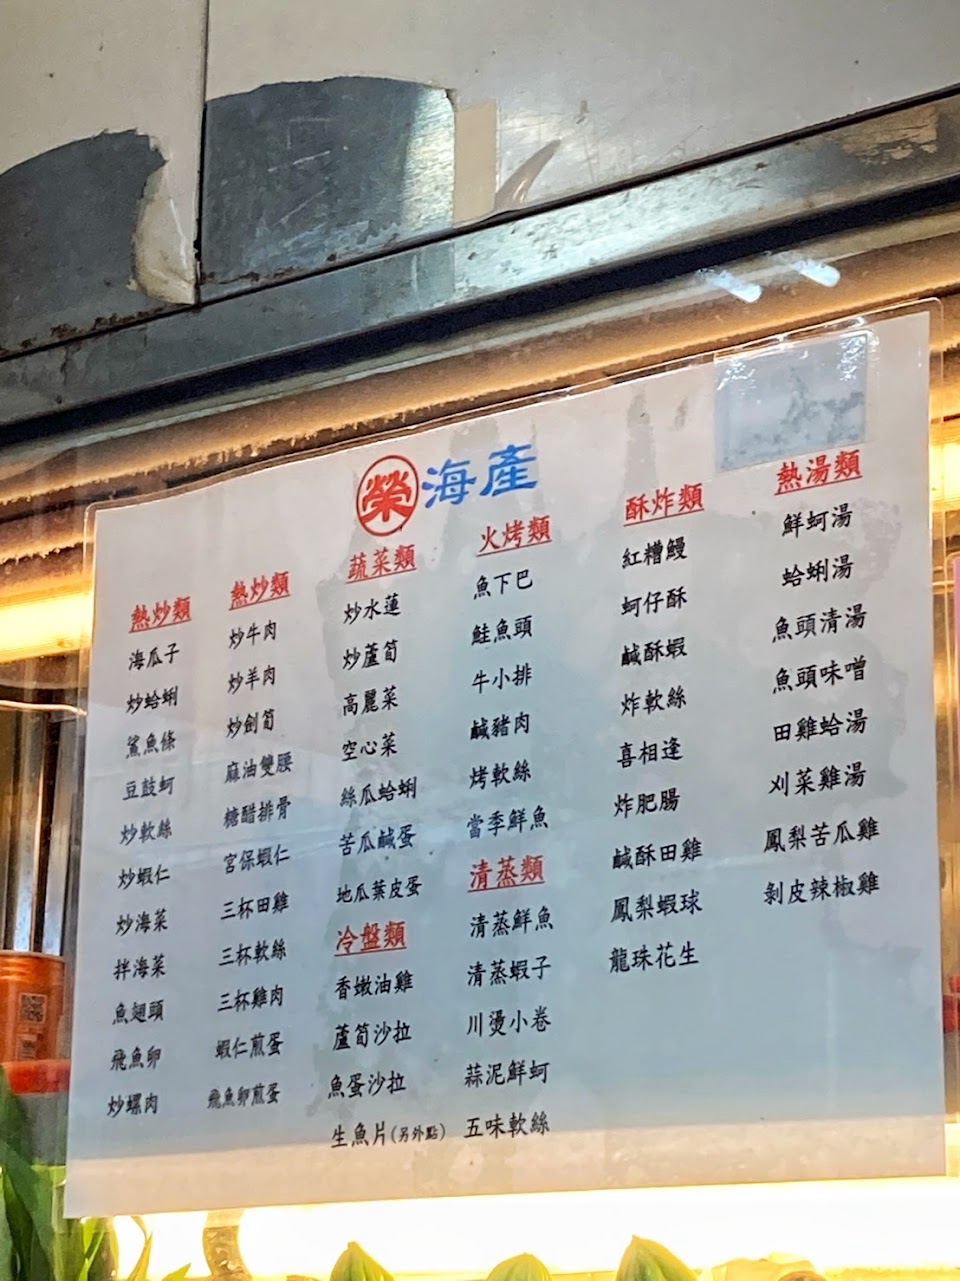 榮 海產
熱炒類
海瓜子
炒蛤蜊
鯊魚條
豆鼓蚵
炒軟絲
炒蝦仁
炒海菜
拌海菜
魚翅頭
飛魚卵
炒螺肉
熱炒類
炒牛肉
炒羊肉
炒劍筍
麻油雙腰
糖醋排骨
宮保蝦仁
三杯田雞
三杯軟絲
三杯雞肉
蝦仁煎蛋
飛魚卵煎蛋
蔬菜類
炒水蓮
炒蘆筍
高麗菜
空心菜
絲瓜蛤蜊
苦瓜鹹蛋
地瓜葉皮蛋
冷盤類
香嫩油雞
蘆筍沙拉
魚蛋沙拉
生魚片(另外點)
火烤類
魚下巴
鮭魚頭
牛小排
鹹豬肉
烤軟絲
當季鮮魚
清蒸類
清蒸鮮魚
清蒸蝦子
川燙小卷
蒜泥鮮蚵
五味軟絲
酥炸類
紅糟鰻
蚵仔酥
鹹酥蝦
炸軟絲
喜相逢
炸肥腸
鹹酥田雞
鳳梨蝦球
龍珠花生
熱湯類
鮮蚵湯
蛤蜊湯
魚頭清湯
魚頭味噌
田雞蛤湯
刈菜雞湯
鳳梨苦瓜雞
剝皮辣椒雞